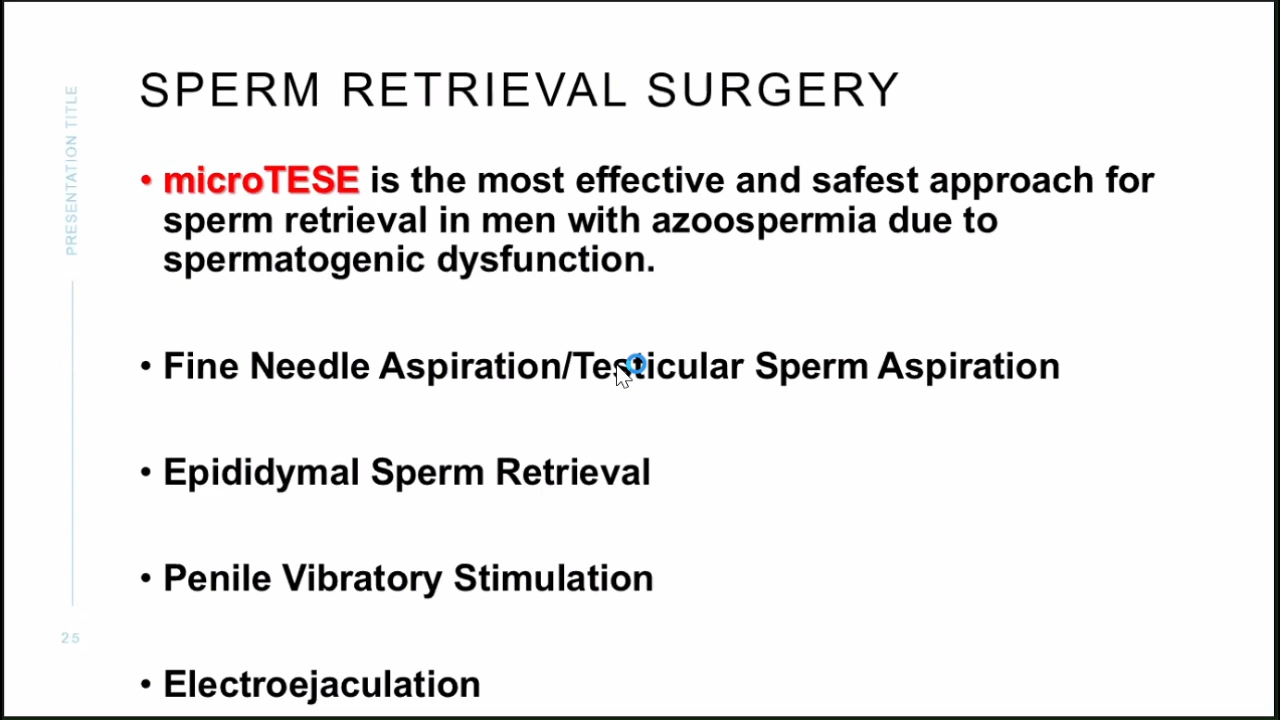 SPERM RETRIEVAL SURGERY
• microTESE is the most effective and safest approach for
sperm retrieval in men with azoospermia due to
spermatogenic dysfunction.
• Fine Needle Aspiration/Testicular Sperm Aspiration
• Epididymal Sperm Retrieval
• Penile Vibratory Stimulation
• Electroejaculation
PRESENTATION TITLE
25